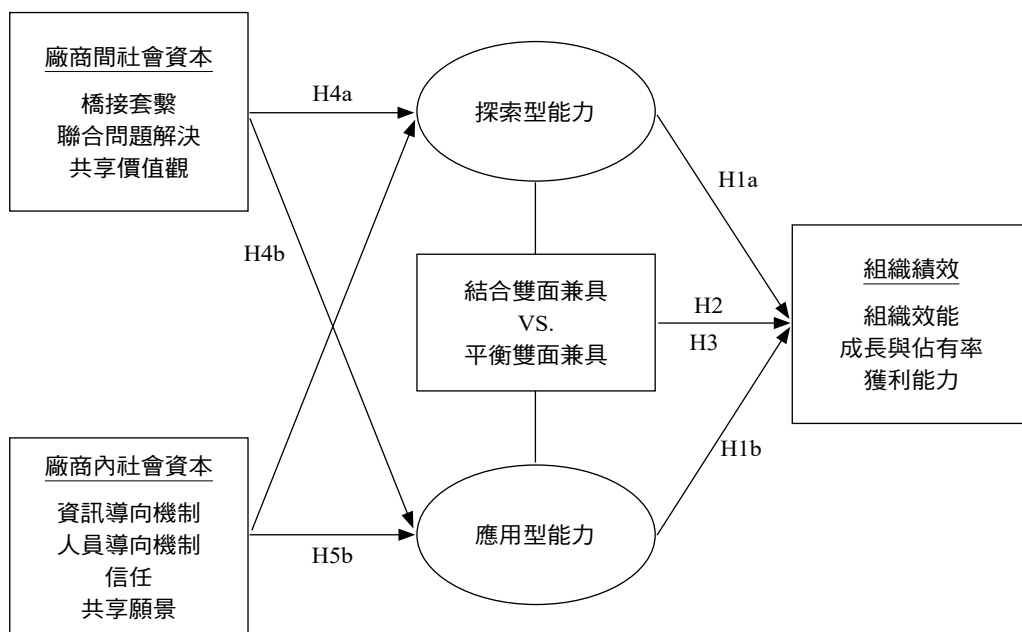 廠商間社會資本
橋接套繫
聯合問題解決
共享價值觀
H4a
探索型能力
H1a
H4b
結合雙面兼具
VS.
平衡雙面兼具
H2
H3
組織績效
組織效能
成長與佔有率
獲利能力
廠商內社會資本
資訊導向機制
人員導向機制
信任
共享願景
H5b
應用型能力
H1b